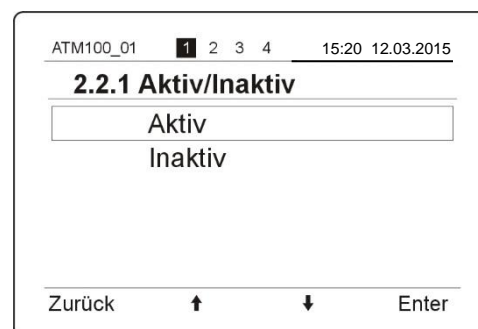 ATM100_01 1 2 3 4 15:20 12.03.2015
2.2.1 Aktiv/Inaktiv
Aktiv
Inaktiv
Zurück ⬆ ⬇ Enter